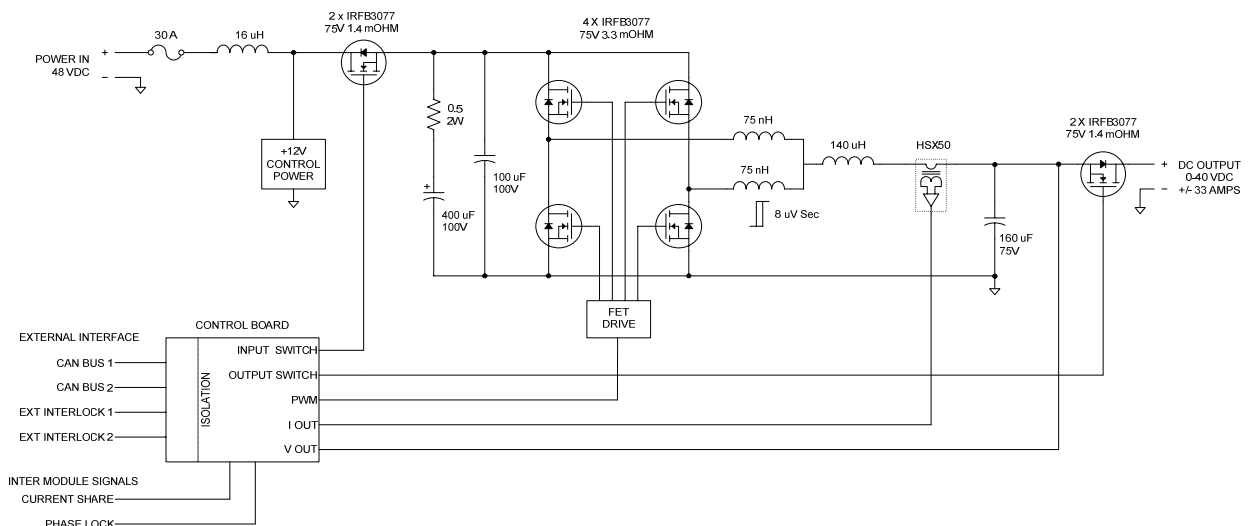 2 x IRFB3077
75V 1.4 mOHM
4 X IRFB3077
75V 3.3 mOHM
30 A
16 uH
+
POWER IN
48 VDC
–
+12V
CONTROL
POWER
0.5
2W
+
400 uF
100V
100 uF
100V
75 nH
75 nH
8 uV Sec
140 uH
HSX50
2 X IRFB3077
75V 1.4 mOHM
+
DC OUTPUT
0-40 VDC
–
+/- 33 AMPS
160 uF
75V
FET
DRIVE
CONTROL BOARD
EXTERNAL INTERFACE
CAN BUS 1
CAN BUS 2
EXT INTERLOCK 1
EXT INTERLOCK 2
ISOLATION
INPUT SWITCH
OUTPUT SWITCH
PWM
I OUT
V OUT
INTER MODULE SIGNALS
CURRENT SHARE
PHASE LOCK